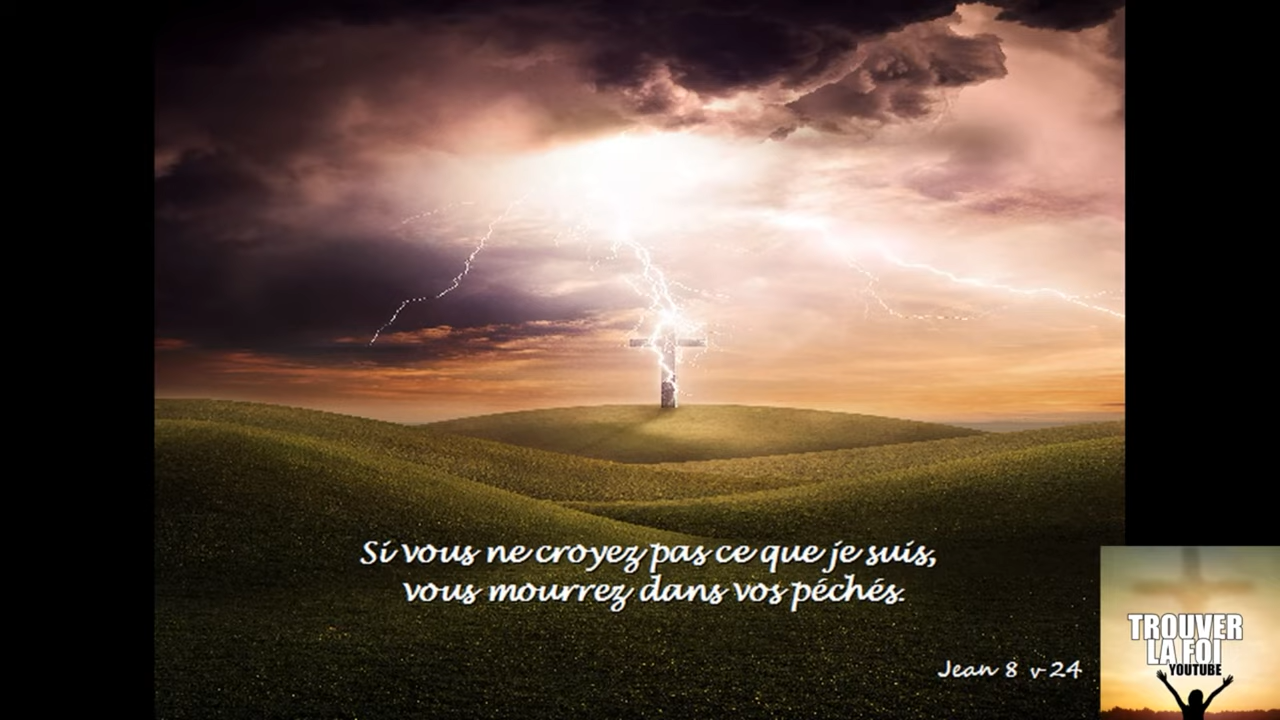 Si vous ne croyez pas ce que je suis,
vous mourrez dans vos péchés.
Jean 8 v 24
TROUVER
LA FOI
YOUTUBE